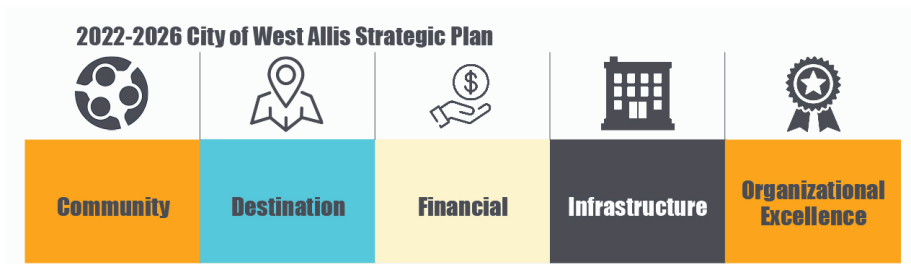 2022-2026 City of West Allis Strategic Plan
$
Community
Destination
Financial
Infrastructure
Organizational
Excellence